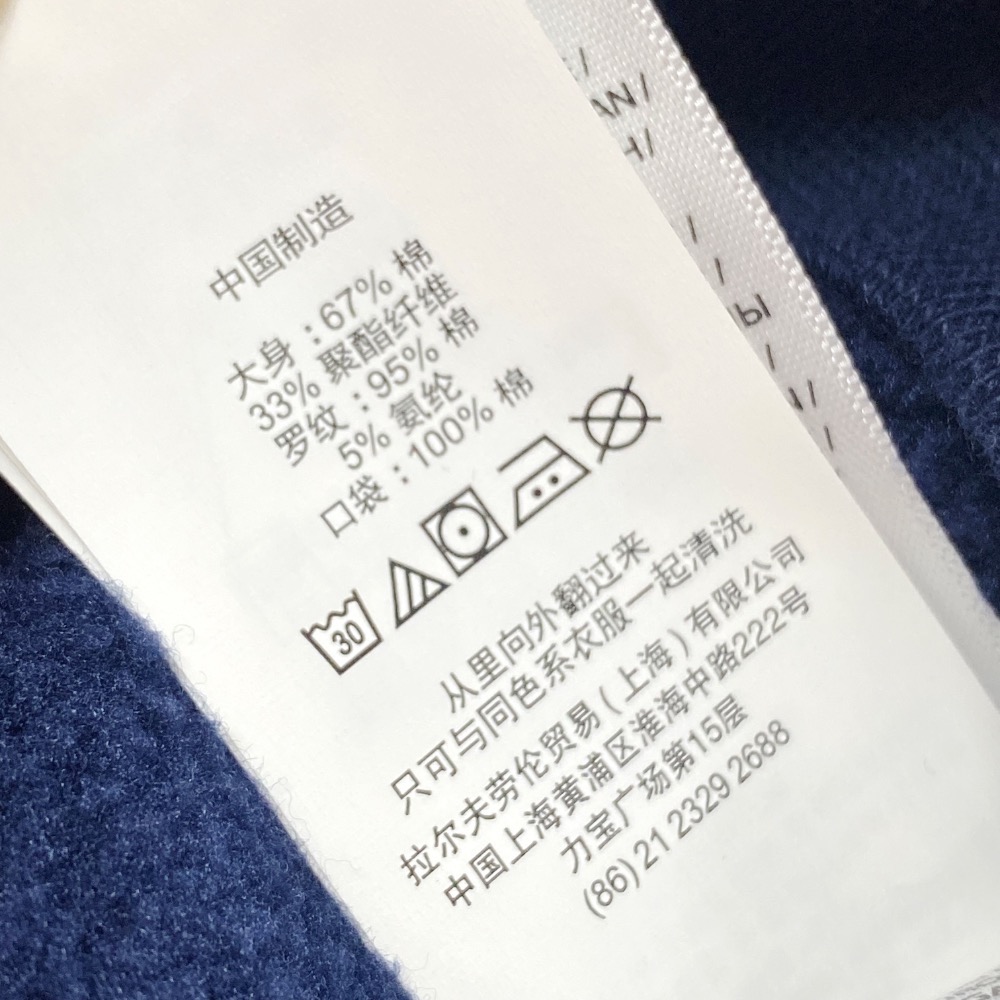 中国制造
大身：67% 棉
33% 聚酯纤维
罗纹：95% 棉
5% 氨纶
口袋：100% 棉
30
从里向外翻过来
只可与同色系衣服一起清洗
拉尔夫劳伦贸易(上海)有限公司
中国上海黄浦区淮海中路222号
力宝广场第15层
(86) 21 2329 2688
AN/
H/
/
/
Ы/
/
/
/